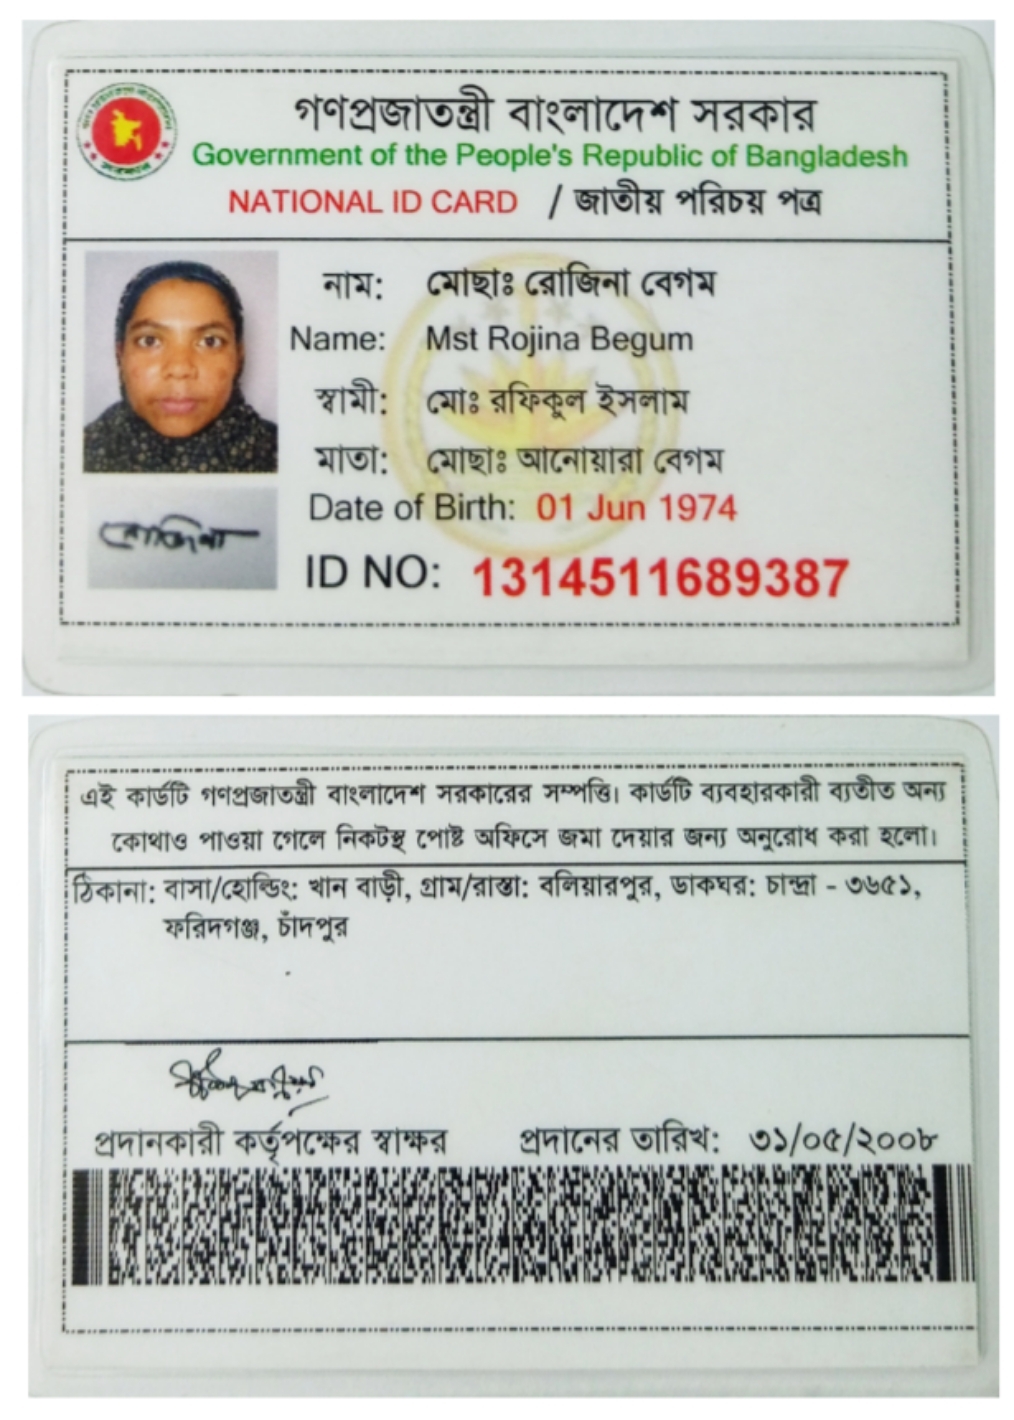 গণপ্রজাতন্ত্রী বাংলাদেশ সরকার
Government of the People's Republic of Bangladesh
NATIONAL ID CARD / জাতীয় পরিচয় পত্র
নাম: মোছাঃ রোজিনা বেগম
Name: Mst Rojina Begum
স্বামী: মোঃ রফিকুল ইসলাম
মাতা: মোছাঃ আনোয়ারা বেগম
Date of Birth: 01 Jun 1974
রোজিনা
ID NO: 1314511689387
এই কার্ডটি গণপ্রজাতন্ত্রী বাংলাদেশ সরকারের সম্পত্তি। কার্ডটি ব্যবহারকারী ব্যতীত অন্য
কোথাও পাওয়া গেলে নিকটস্থ পোষ্ট অফিসে জমা দেয়ার জন্য অনুরোধ করা হলো।
ঠিকানা: বাসা/হোল্ডিং: খান বাড়ী, গ্রাম/রাস্তা: বলিয়ারপুর, ডাকঘর: চান্দ্রা - ৩৬৫১,
ফরিদগঞ্জ, চাঁদপুর
প্রদানকারী কর্তৃপক্ষের স্বাক্ষর প্রদানের তারিখ: ৩১/০৫/২০০৮